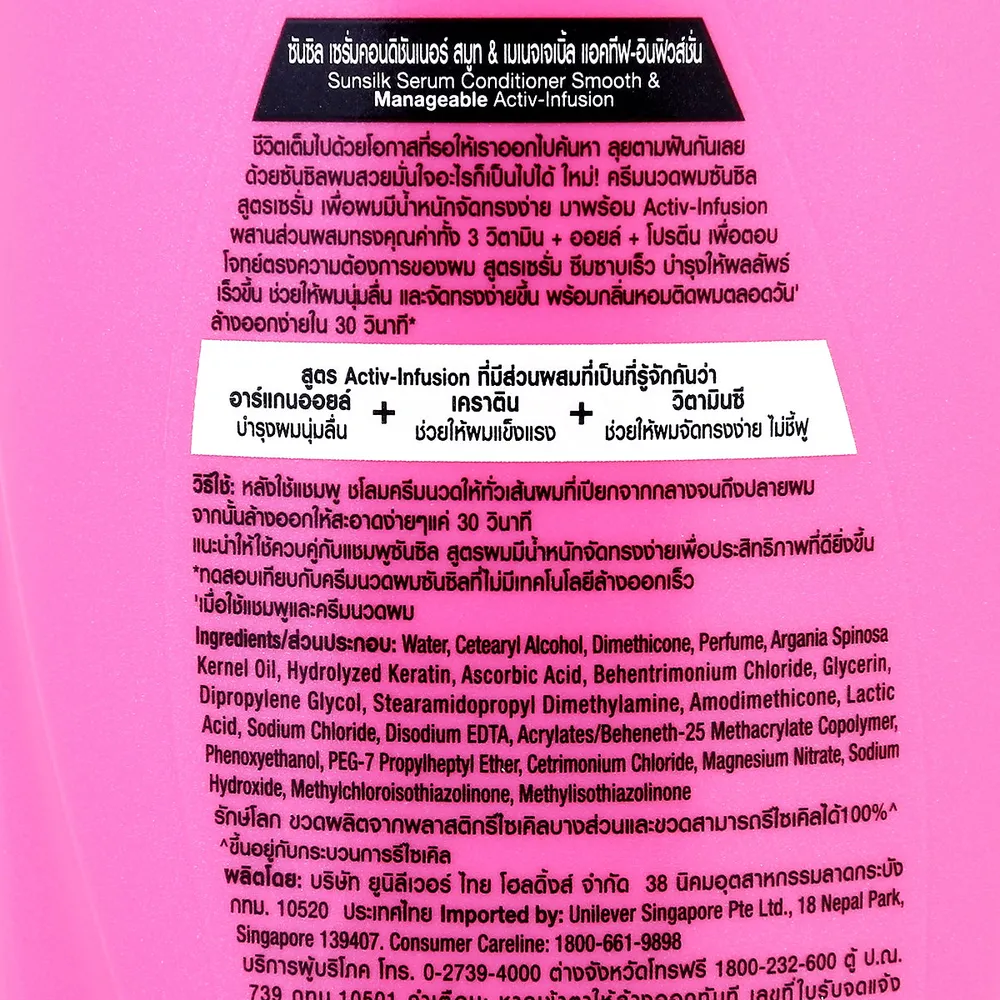 ซันซิล เซรั่มคอนดิชันเนอร์ สมูท & เมเนจเจเบิ้ล แอคทีฟ-อินฟิวส์ชั่น
Sunsilk Serum Conditioner Smooth &
Manageable Activ-Infusion
ชีวิตเต็มไปด้วยโอกาสที่รอให้เราออกไปค้นหา ลุยตามฝันกันเลย
ด้วยซันซิลผมสวยมั่นใจอะไรก็เป็นไปได้ ใหม่! ครีมนวดผมซันซิล
สูตรเซรั่ม เพื่อผมมีน้ำหนักจัดทรงง่าย มาพร้อม Activ-Infusion
ผสานส่วนผสมทรงคุณค่าทั้ง 3 วิตามิน + ออยล์ + โปรตีน เพื่อตอบ
โจทย์ตรงความต้องการของผม สูตรเซรั่ม ซึมซาบเร็ว บำรุงให้ผลลัพธ์
เร็วขึ้น ช่วยให้ผมนุ่มลื่น และจัดทรงง่ายขึ้น พร้อมกลิ่นหอมติดผมตลอดวัน'
ล้างออกง่ายใน 30 วินาที*
สูตร Activ-Infusion ที่มีส่วนผสมที่เป็นที่รู้จักกันว่า
อาร์แกนออยล์ + เคราติน + วิตามินซี
บำรุงผมนุ่มลื่น ช่วยให้ผมแข็งแรง ช่วยให้ผมจัดทรงง่าย ไม่ชี้ฟู
วิธีใช้: หลังใช้แชมพู ชโลมครีมนวดให้ทั่วเส้นผมที่เปียกจากกลางจนถึงปลายผม
จากนั้นล้างออกให้สะอาดง่ายๆแค่ 30 วินาที
แนะนำให้ใช้ควบคู่กับแชมพูซันซิล สูตรผมมีน้ำหนักจัดทรงง่ายเพื่อประสิทธิภาพที่ดียิ่งขึ้น
*ทดสอบเทียบกับครีมนวดผมซันซิลที่ไม่มีเทคโนโลยีล้างออกเร็ว
'เมื่อใช้แชมพูและครีมนวดผม
Ingredients/ส่วนประกอบ: Water, Cetearyl Alcohol, Dimethicone, Perfume, Argania Spinosa
Kernel Oil, Hydrolyzed Keratin, Ascorbic Acid, Behentrimonium Chloride, Glycerin,
Dipropylene Glycol, Stearamidopropyl Dimethylamine, Amodimethicone, Lactic
Acid, Sodium Chloride, Disodium EDTA, Acrylates/Beheneth-25 Methacrylate Copolymer,
Phenoxyethanol, PEG-7 Propylheptyl Ether, Cetrimonium Chloride, Magnesium Nitrate, Sodium
Hydroxide, Methylchloroisothiazolinone, Methylisothiazolinone
รักษ์โลก ขวดผลิตจากพลาสติกรีไซเคิลบางส่วนและขวดสามารถรีไซเคิลได้100%^
^ขึ้นอยู่กับกระบวนการรีไซเคิล
ผลิตโดย: บริษัท ยูนิลีเวอร์ ไทย โฮลดิ้งส์ จำกัด 38 นิคมอุตสาหกรรมลาดกระบัง
กทม. 10520 ประเทศไทย Imported by: Unilever Singapore Pte Ltd., 18 Nepal Park,
Singapore 139407. Consumer Careline: 1800-661-9898
บริการผู้บริโภค โทร. 0-2739-4000 ต่างจังหวัดโทรฟรี 1800-232-600 ตู้ ป.ณ.
739 กทม 10501 คำเตือน: หากเข้าตาให้ล้างออกทันที เลขที่ใบรับจดแจ้ง